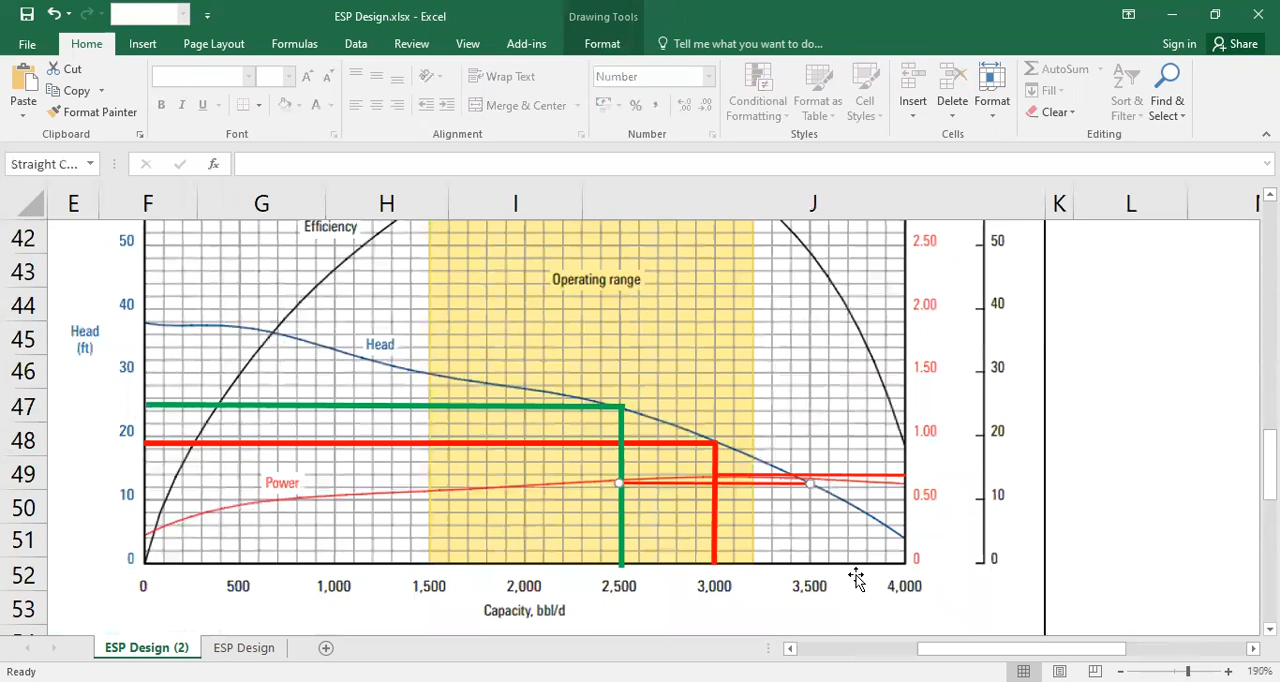 ESP Design.xlsx - Excel
Drawing Tools
File
Home
Insert
Page Layout
Formulas
Data
Review
View
Add-ins
Format
Tell me what you want to do...
Sign in
Share
Paste
Cut
Copy
Format Painter
Clipboard
B I U
A
Font
Wrap Text
Merge & Center
Alignment
Number
%
Number
Conditional Formatting
Format as Table
Cell Styles
Styles
Insert
Delete
Format
Cells
AutoSum
Fill
Clear
Sort & Filter
Find & Select
Editing
Straight C...
fx
E F G H I J K L
42
43
44
45
46
47
48
49
50
51
52
53
Efficiency
Operating range
Head
(ft)
Head
Power
50
40
30
20
10
0
2.50
2.00
1.50
1.00
0.50
0
50
40
30
20
10
0
0 500 1,000 1,500 2,000 2,500 3,000 3,500 4,000
Capacity, bbl/d
ESP Design (2)
ESP Design
Ready
190%